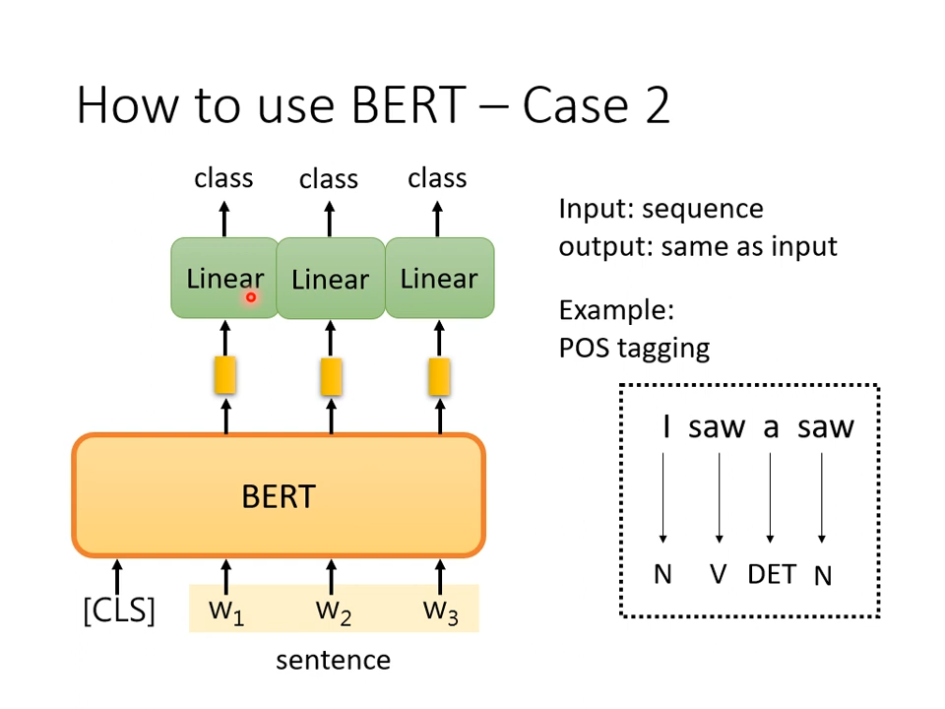 How to use BERT – Case 2
class class class
Linear Linear Linear
BERT
[CLS] w1 w2 w3
sentence
Input: sequence
output: same as input
Example:
POS tagging
I saw a saw
N V DET N